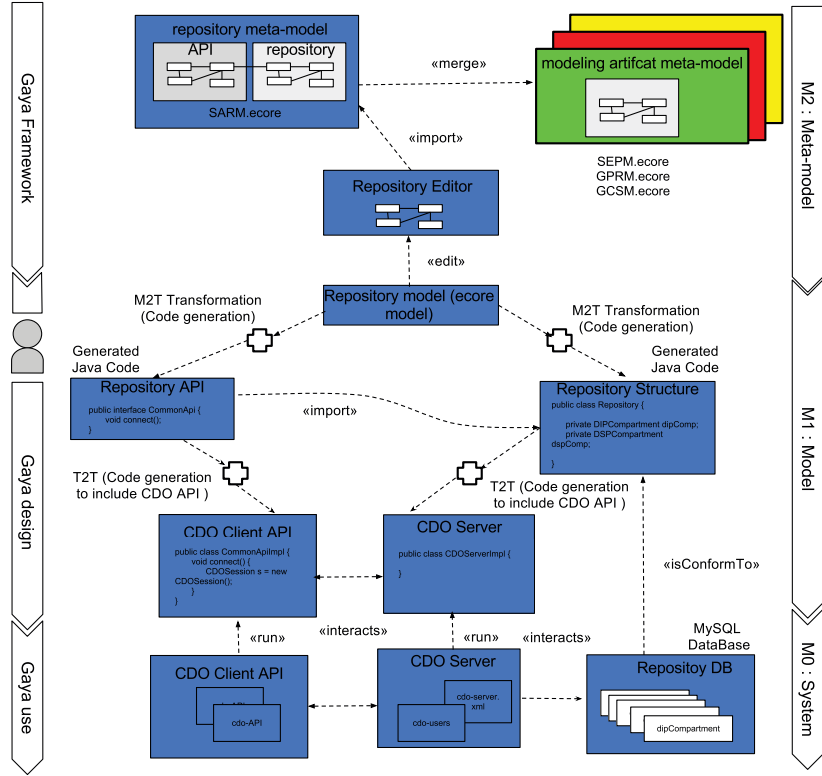 repository meta-model
API
repository
SARM.ecore
«merge»
modeling artifcat meta-model
SEPM.ecore
GPRM.ecore
GCSM.ecore
«import»
Repository Editor
«edit»
Repository model (ecore
model)
M2T Transformation
(Code generation)
M2T Transformation
(Code generation)
Generated
Java Code
Generated
Java Code
Repository API
public interface CommonApi {
void connect();
}
«import»
Repository Structure
public class Repository {
private DIPCompartment dipComp;
private DSPCompartment
dspComp;
}
T2T (Code generation
to include CDO API )
T2T (Code generation
to include CDO API )
CDO Client API
public class CommonApiImpl {
void connect() {
CDOSession s = new
CDOSession();
}
}
CDO Server
public class CDOServerImpl {
}
«isConformTo»
«run»
«interacts»
«run»
«interacts»
MySQL
DataBase
CDO Client API
cdo-API
CDO Server
cdo-server.
xml
cdo-users
Repositoy DB
dipCompartment
Gaya Framework
Gaya design
Gaya use
M2 : Meta-model
M1 : Model
M0 : System